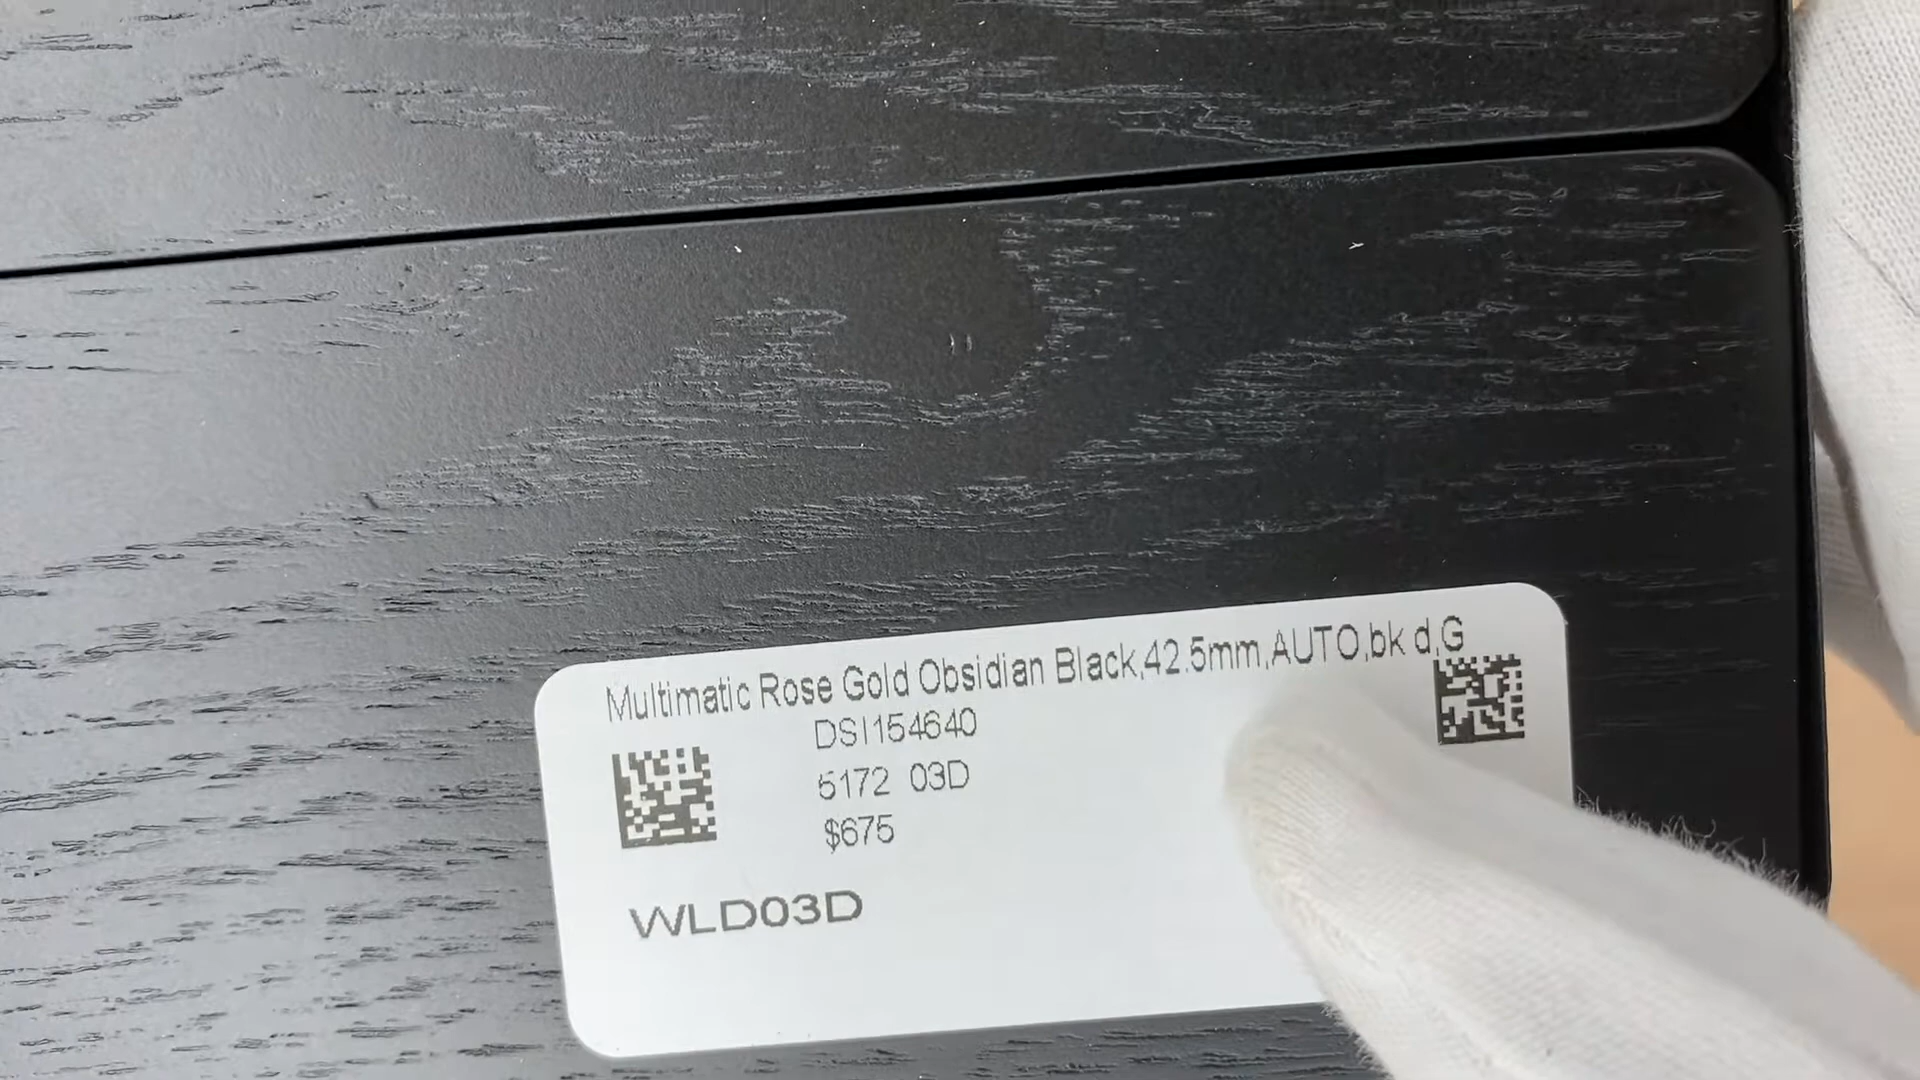 Multimatic Rose Gold Obsidian Black,42.5mm,AUTO,bk d,G
DSI154640
5172 03D
$675
WLD03D